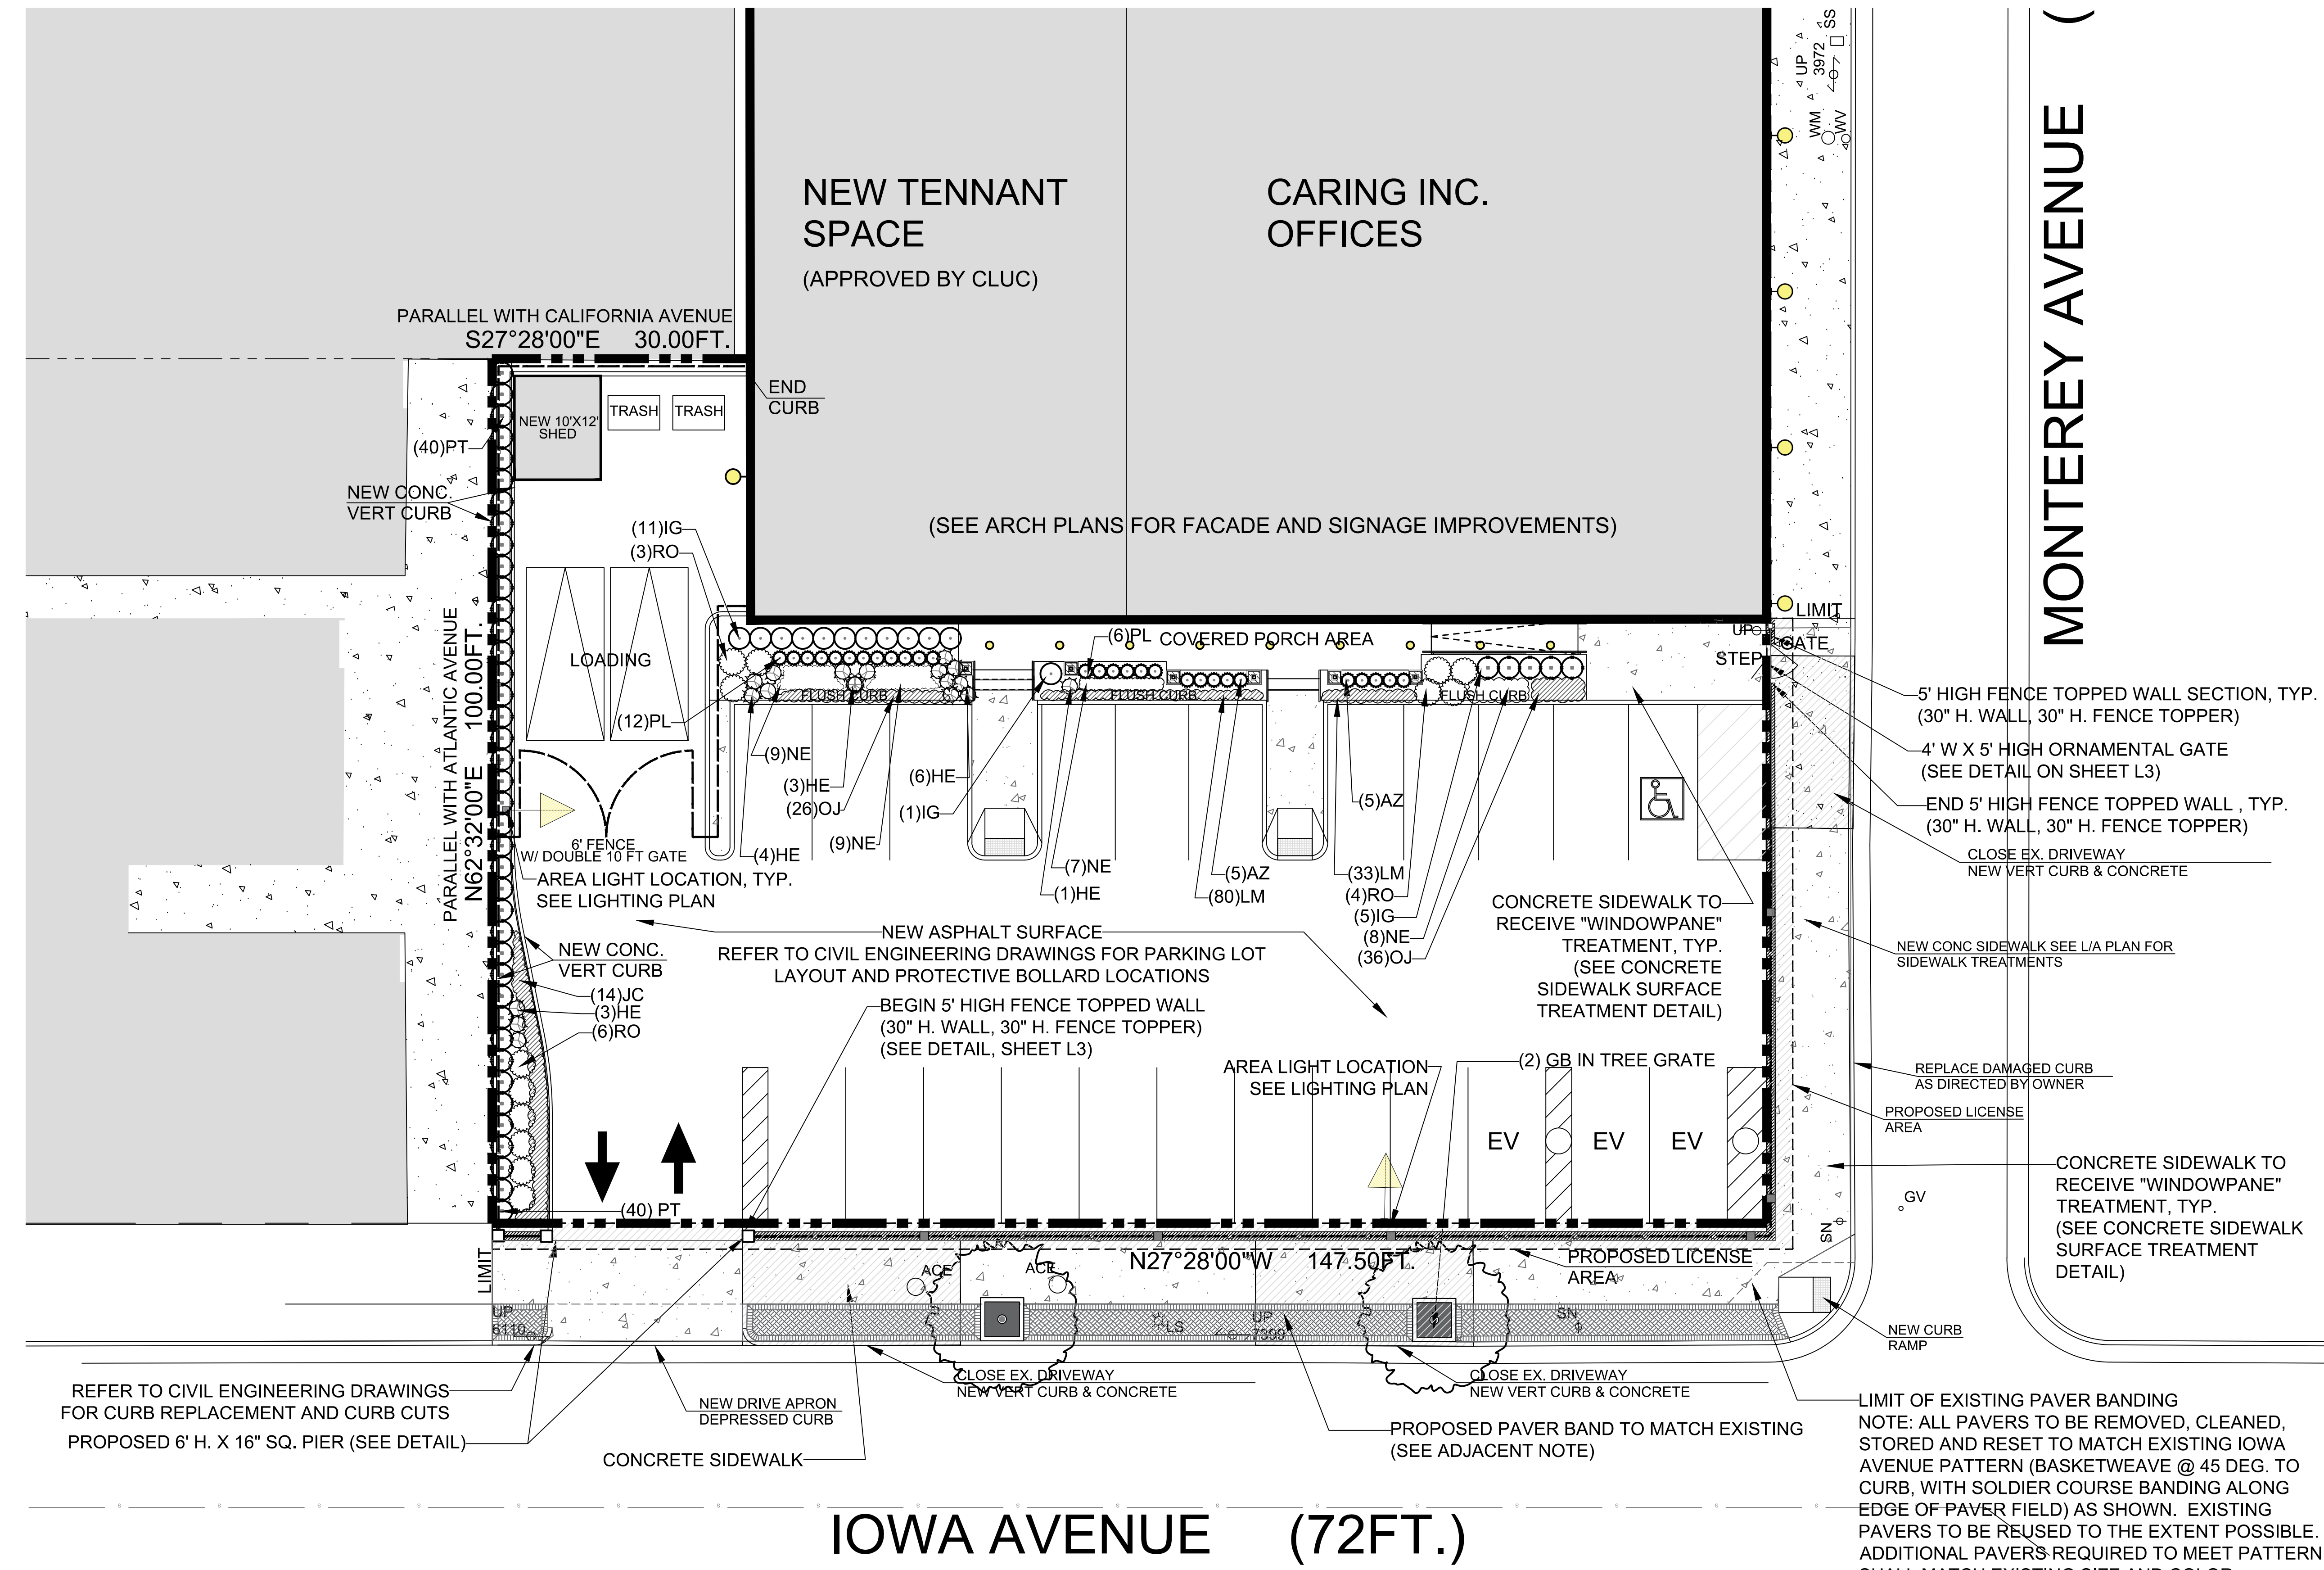 (
MONTEREY AVENUE
SS
UP
3972
WM
WV
NEW TENNANT
SPACE
(APPROVED BY CLUC)
CARING INC.
OFFICES
(SEE ARCH PLANS FOR FACADE AND SIGNAGE IMPROVEMENTS)
PARALLEL WITH CALIFORNIA AVENUE
S27°28'00"E 30.00FT.
END
CURB
NEW 10'X12'
SHED
TRASH
TRASH
(40)PT
NEW CONC.
VERT CURB
PARALLEL WITH ATLANTIC AVENUE
N62°32'00"E 100.00FT.
(11)IG
(3)RO
LOADING
(12)PL
FLUSH CURB
(6)PL
COVERED PORCH AREA
FLUSH CURB
FLUSH CURB
UP
LIMIT
GATE
STEP
(9)NE
(3)HE
(26)OJ
(9)NE
(4)HE
(6)HE
(1)IG
(7)NE
(1)HE
(5)AZ
(80)LM
(5)AZ
(33)LM
(4)RO
(5)IG
(8)NE
(36)OJ
6' FENCE
W/ DOUBLE 10 FT GATE
AREA LIGHT LOCATION, TYP.
SEE LIGHTING PLAN
5' HIGH FENCE TOPPED WALL SECTION, TYP.
(30" H. WALL, 30" H. FENCE TOPPER)
4' W X 5' HIGH ORNAMENTAL GATE
(SEE DETAIL ON SHEET L3)
END 5' HIGH FENCE TOPPED WALL , TYP.
(30" H. WALL, 30" H. FENCE TOPPER)
CLOSE EX. DRIVEWAY
NEW VERT CURB & CONCRETE
CONCRETE SIDEWALK TO
RECEIVE "WINDOWPANE"
TREATMENT, TYP.
(SEE CONCRETE
SIDEWALK SURFACE
TREATMENT DETAIL)
NEW ASPHALT SURFACE
REFER TO CIVIL ENGINEERING DRAWINGS FOR PARKING LOT
LAYOUT AND PROTECTIVE BOLLARD LOCATIONS
NEW CONC.
VERT CURB
(14)JC
(3)HE
(6)RO
BEGIN 5' HIGH FENCE TOPPED WALL
(30" H. WALL, 30" H. FENCE TOPPER)
(SEE DETAIL, SHEET L3)
AREA LIGHT LOCATION
SEE LIGHTING PLAN
(2) GB IN TREE GRATE
NEW CONC SIDEWALK SEE L/A PLAN FOR
SIDEWALK TREATMENTS
REPLACE DAMAGED CURB
AS DIRECTED BY OWNER
PROPOSED LICENSE
AREA
EV
EV
EV
CONCRETE SIDEWALK TO
RECEIVE "WINDOWPANE"
TREATMENT, TYP.
(SEE CONCRETE SIDEWALK
SURFACE TREATMENT
DETAIL)
GV
SN
(40) PT
LIMIT
N27°28'00"W 147.50FT.
PROPOSED LICENSE
AREA
ACE
ACE
UP
6110
LS
UP
7399
SN
NEW CURB
RAMP
REFER TO CIVIL ENGINEERING DRAWINGS
FOR CURB REPLACEMENT AND CURB CUTS
PROPOSED 6' H. X 16" SQ. PIER (SEE DETAIL)
NEW DRIVE APRON
DEPRESSED CURB
CONCRETE SIDEWALK
CLOSE EX. DRIVEWAY
NEW VERT CURB & CONCRETE
CLOSE EX. DRIVEWAY
NEW VERT CURB & CONCRETE
PROPOSED PAVER BAND TO MATCH EXISTING
(SEE ADJACENT NOTE)
LIMIT OF EXISTING PAVER BANDING
NOTE: ALL PAVERS TO BE REMOVED, CLEANED,
STORED AND RESET TO MATCH EXISTING IOWA
AVENUE PATTERN (BASKETWEAVE @ 45 DEG. TO
CURB, WITH SOLDIER COURSE BANDING ALONG
EDGE OF PAVER FIELD) AS SHOWN. EXISTING
PAVERS TO BE REUSED TO THE EXTENT POSSIBLE.
ADDITIONAL PAVERS REQUIRED TO MEET PATTERN
SHALL MATCH EXISTING SIZE AND COLOR
IOWA AVENUE (72FT.)